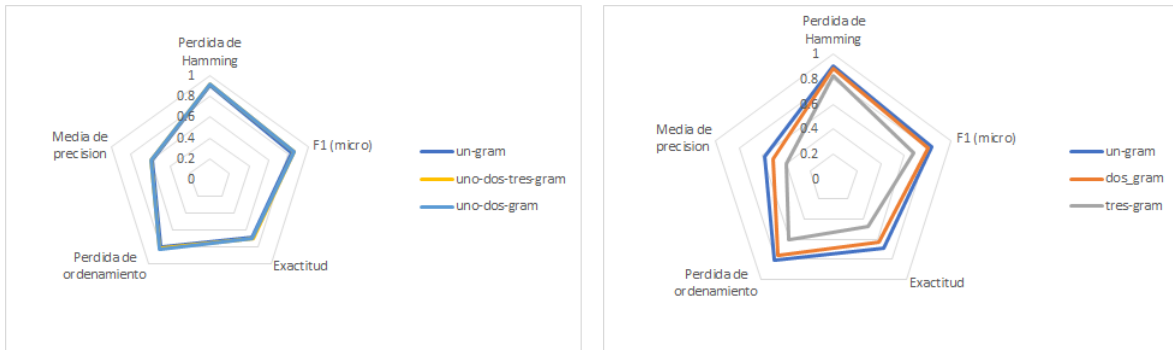 Perdida de
Hamming
1
0.8
0.6
0.4
0.2
0
F1 (micro)
Exactitud
Perdida de
ordenamiento
Media de
precision
un-gram
uno-dos-tres-gram
uno-dos-gram
Perdida de
Hamming
1
0.8
0.6
0.4
0.2
0
F1 (micro)
Exactitud
Perdida de
ordenamiento
Media de
precision
un-gram
dos_gram
tres-gram